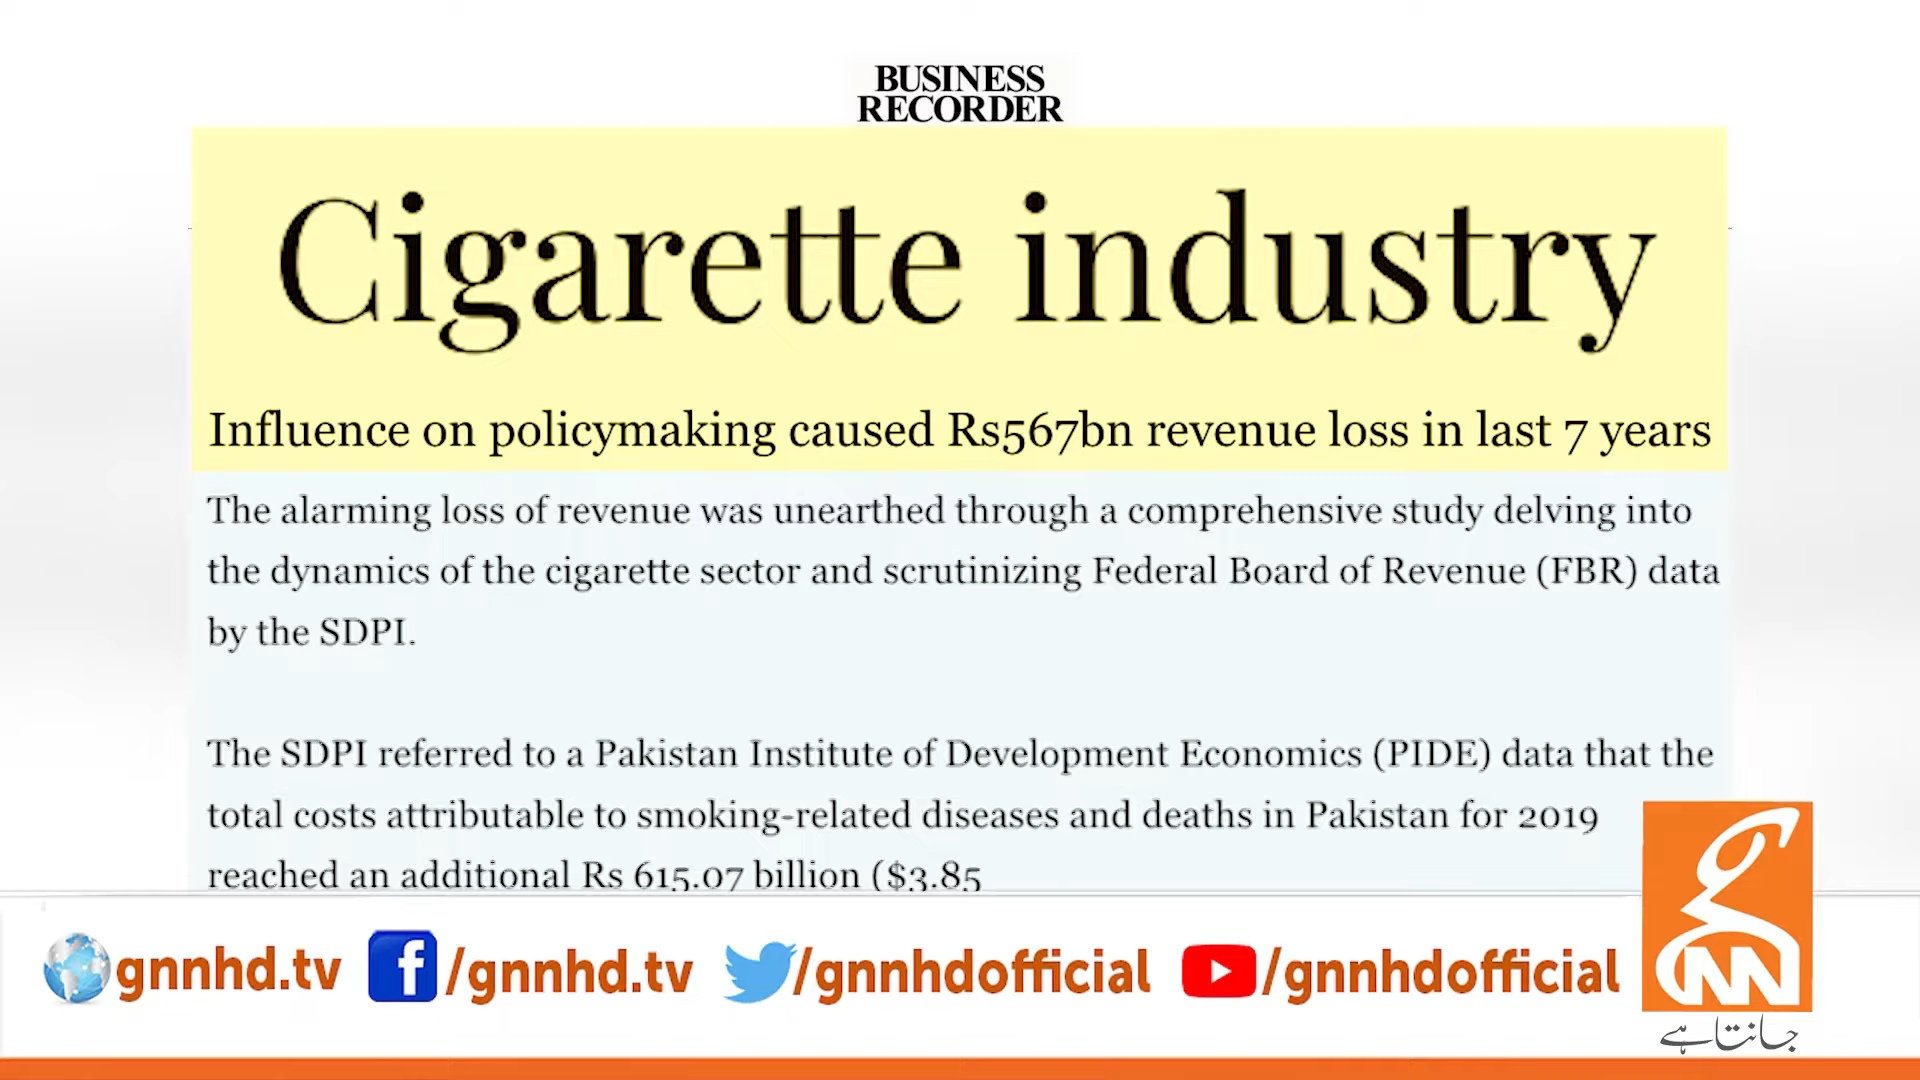 BUSINESS
RECORDER
Cigarette industry
Influence on policymaking caused Rs567bn revenue loss in last 7 years
The alarming loss of revenue was unearthed through a comprehensive study delving into
the dynamics of the cigarette sector and scrutinizing Federal Board of Revenue (FBR) data
by the SDPI.
The SDPI referred to a Pakistan Institute of Development Economics (PIDE) data that the
total costs attributable to smoking-related diseases and deaths in Pakistan for 2019
reached an additional Rs 615.07 billion ($3.85
gnnhd.tv /gnnhd.tv /gnnhdofficial /gnnhdofficial
GNN
جانتا ہے